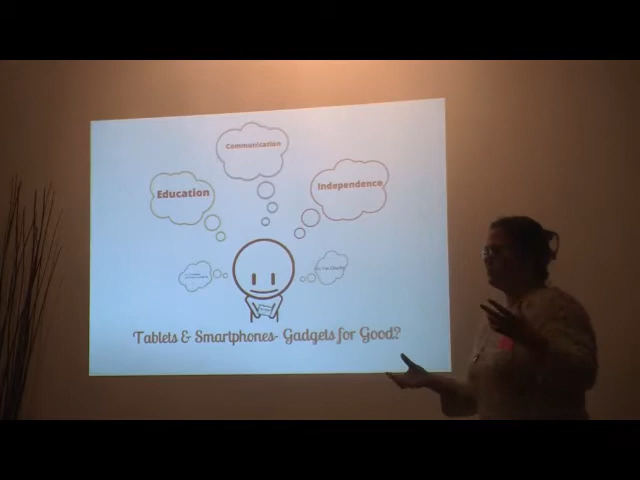 Communication
Education
Independence
Tablets & Smartphones- Gadgets for Good?